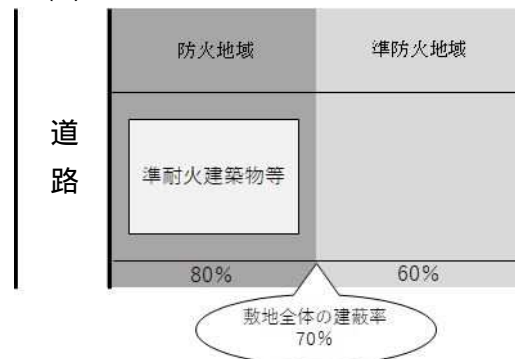 防火地域
準防火地域
道
路
準耐火建築物等
80%
60%
敷地全体の建蔽率
70%